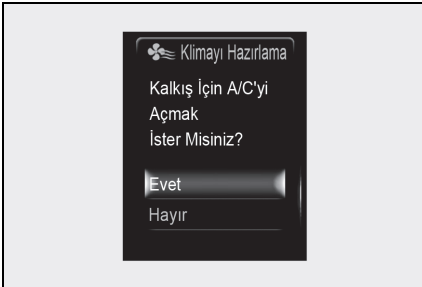 Klimayı Hazırlama
Kalkış İçin A/C'yi
Açmak
İster Misiniz?
Evet
Hayır